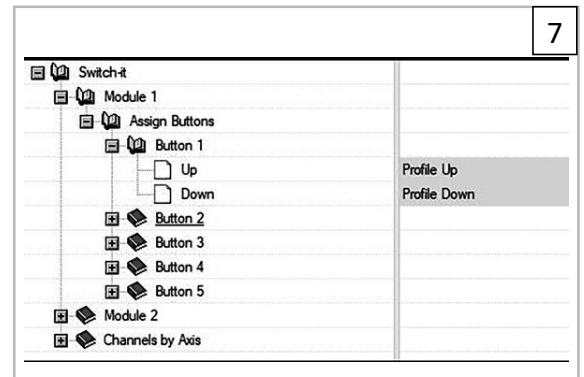 7
Switch-it
Module 1
Assign Buttons
Button 1
Up Profile Up
Down Profile Down
Button 2
Button 3
Button 4
Button 5
Module 2
Channels by Axis